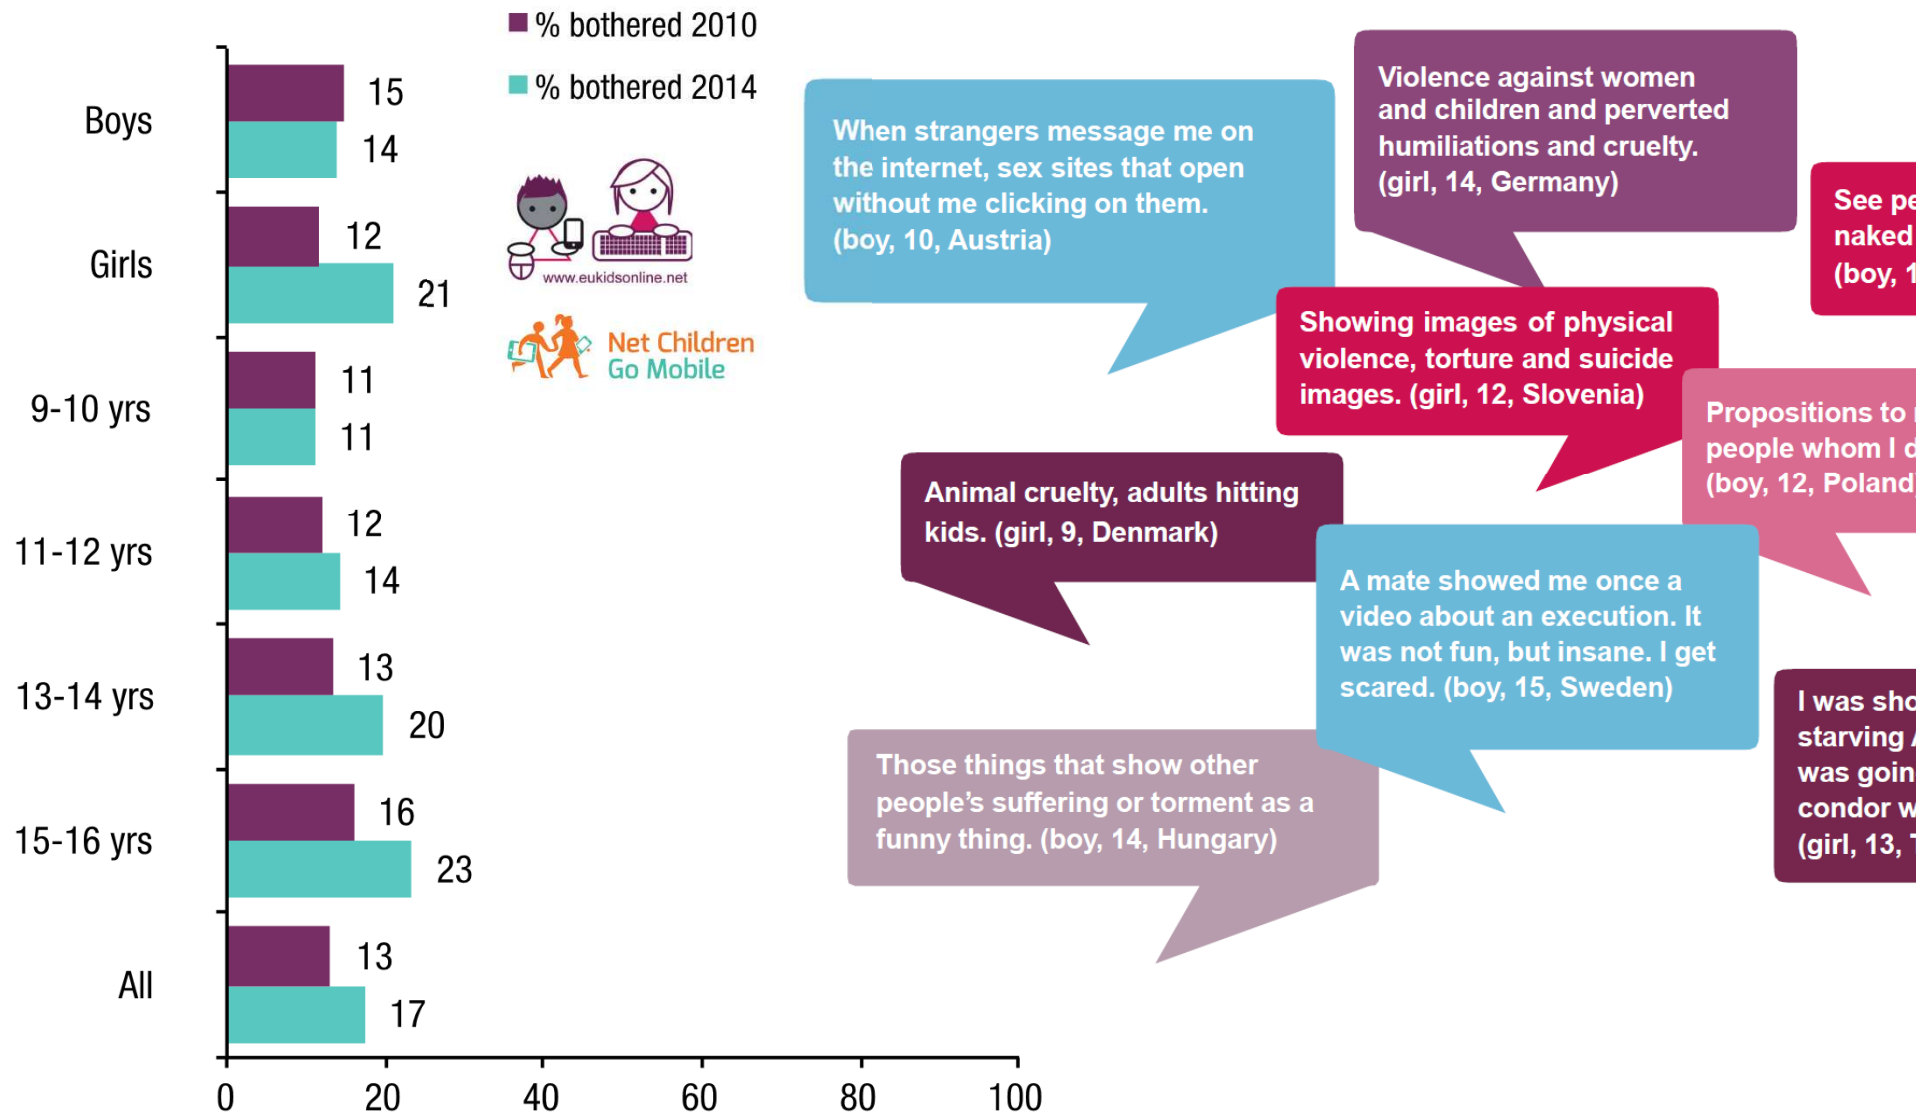 % bothered 2010
% bothered 2014
Boys
15
14
Girls
12
21
9-10 yrs
11
11
11-12 yrs
12
14
13-14 yrs
13
20
15-16 yrs
16
23
All
13
17
0 20 40 60 80 100
www.eukidsonline.net
Net Children
Go Mobile
When strangers message me on
the internet, sex sites that open
without me clicking on them.
(boy, 10, Austria)
Violence against women
and children and perverted
humiliations and cruelty.
(girl, 14, Germany)
See
naked
(boy,
Showing images of physical
violence, torture and suicide
images. (girl, 12, Slovenia)
Propositions to
people whom I
(boy, 12, Poland
Animal cruelty, adults hitting
kids. (girl, 9, Denmark)
A mate showed me once a
video about an execution. It
was not fun, but insane. I get
scared. (boy, 15, Sweden)
Those things that show other
people’s suffering or torment as a
funny thing. (boy, 14, Hungary)
I was
starving
was
condor
(girl, 13,